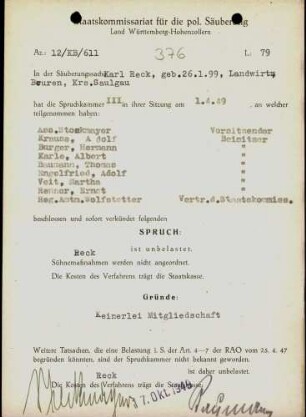 Staatskommissariat für die pol. Säuberung
Land Württemberg-Hohenzollern
Az.: 12/KB/611 376 L: 79
In der Säuberungssache Karl Reck, geb.26.1.99, Landwirt,
Beuren, Krs.Saulgau
hat die Spruchkammer III in ihrer Sitzung am 1.4.49 , an welcher
teilgenommen haben:
Ass.Stockmayer Vorsitzender
Krause, Adolf Beisitzer
Burger, Hermann "
Karle, Albert "
Baumann, Thomas "
Engelfried, Adolf "
Veit, Martha "
Renner, Ernst "
Reg.Amtm.Wolfstetter Vertr.d.Staatskommiss.
beschlossen und sofort verkündet folgenden
SPRUCH:
Reck ist unbelastet.
Sühnemaßnahmen werden nicht angeordnet.
Die Kosten des Verfahrens trägt die Staatskasse.
Gründe:
Keinerlei Mitgliedschaft
Weitere Tatsachen, die eine Belastung i. S. der Art. 4—7 der RAO vom 25. 4. 47
begründen könnten, sind der Spruchkammer nicht bekannt geworden.
Reck ist daher unbelastet.
Die Kosten des Verfahrens trägt die Staatskasse.
7. Okt. 1949